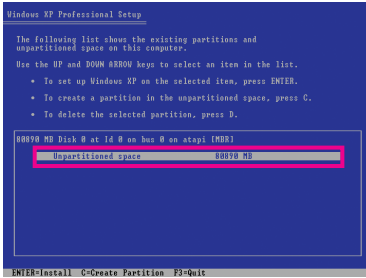 Windows XP Professional Setup
The following list shows the existing partitions and
unpartitioned space on this computer.
Use the UP and DOWN ARROW keys to select an item in the list.
• To set up Windows XP on the selected item, press ENTER.
• To create a partition in the unpartitioned space, press C.
• To delete the selected partition, press D.
80890 MB Disk 0 at Id 0 on bus 0 on atapi [MBR]
Unpartitioned space 80890 MB
ENTER=Install C=Create Partition F3=Quit